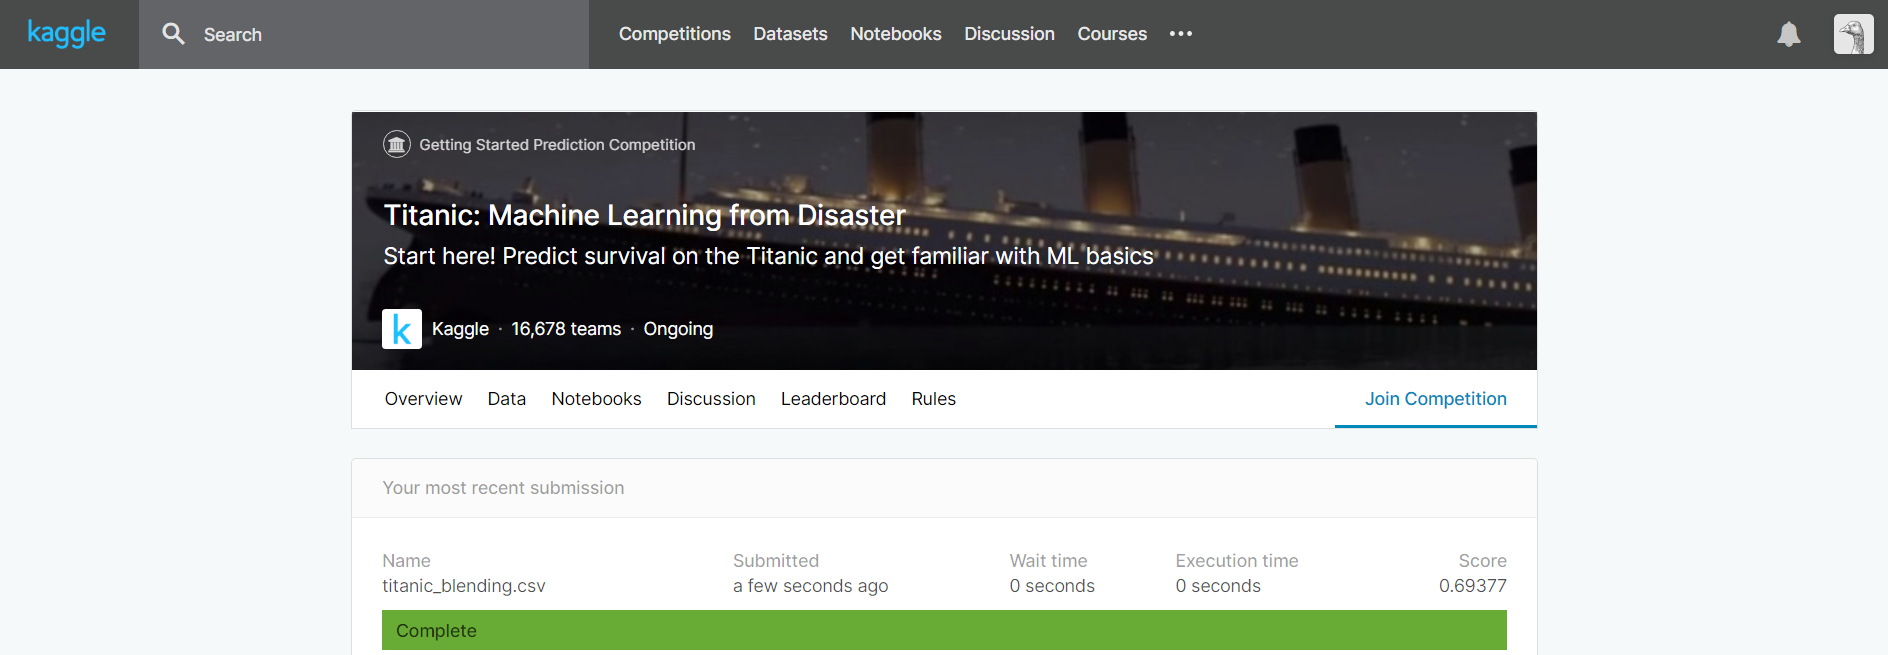 kaggle Search Competitions Datasets Notebooks Discussion Courses •••
Getting Started Prediction Competition
Titanic: Machine Learning from Disaster
Start here! Predict survival on the Titanic and get familiar with ML basics
k Kaggle · 16,678 teams · Ongoing
Overview Data Notebooks Discussion Leaderboard Rules Join Competition
Your most recent submission
Name Submitted Wait time Execution time Score
titanic_blending.csv a few seconds ago 0 seconds 0 seconds 0.69377
Complete